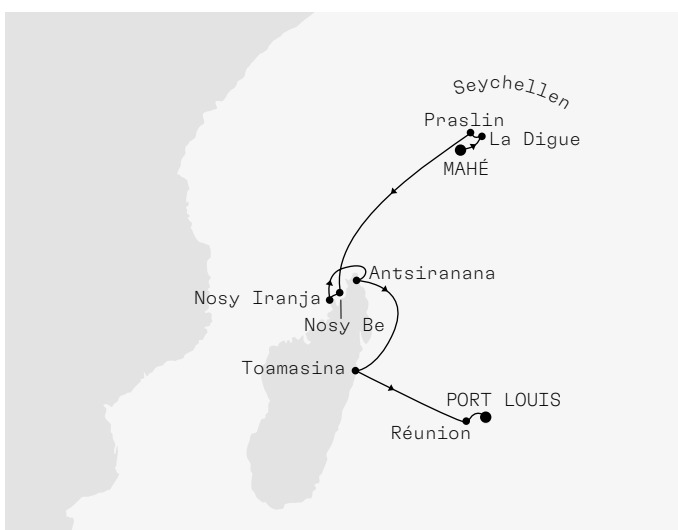 Seychellen
Praslin
La Digue
MAHÉ
Antsiranana
Nosy Iranja
Nosy Be
Toamasina
PORT LOUIS
Réunion